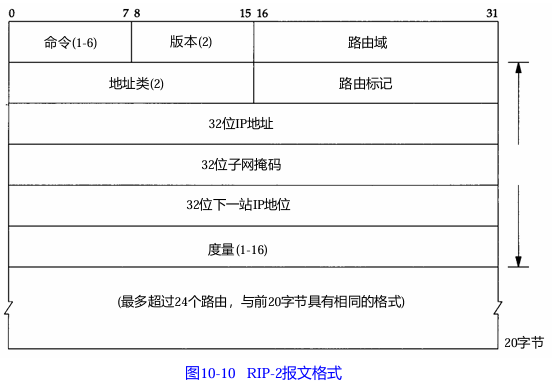 0 7 8 15 16 31
命令(1-6) 版本(2) 路由域
地址类(2) 路由标记
32位IP地址
32位子网掩码
32位下一站IP地位
度量(1-16)
(最多超过24个路由，与前20字节具有相同的格式)
20字节
图10-10 RIP-2报文格式